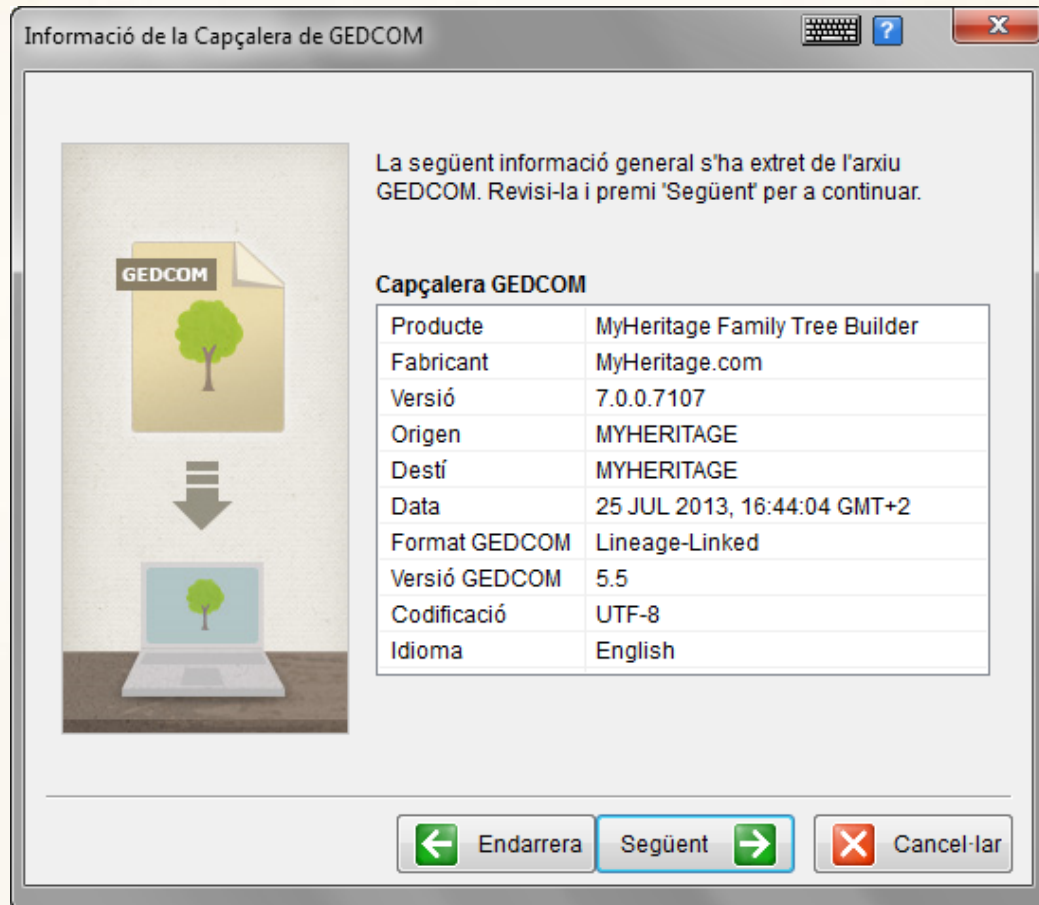 Informació de la Capçalera de GEDCOM
La següent informació general s'ha extret de l'arxiu
GEDCOM. Revisi-la i premi 'Següent' per a continuar.
GEDCOM
Capçalera GEDCOM
Producte MyHeritage Family Tree Builder
Fabricant MyHeritage.com
Versió 7.0.0.7107
Origen MYHERITAGE
Destí MYHERITAGE
Data 25 JUL 2013, 16:44:04 GMT+2
Format GEDCOM Lineage-Linked
Versió GEDCOM 5.5
Codificació UTF-8
Idioma English
Endarrera Següent Cancel·lar